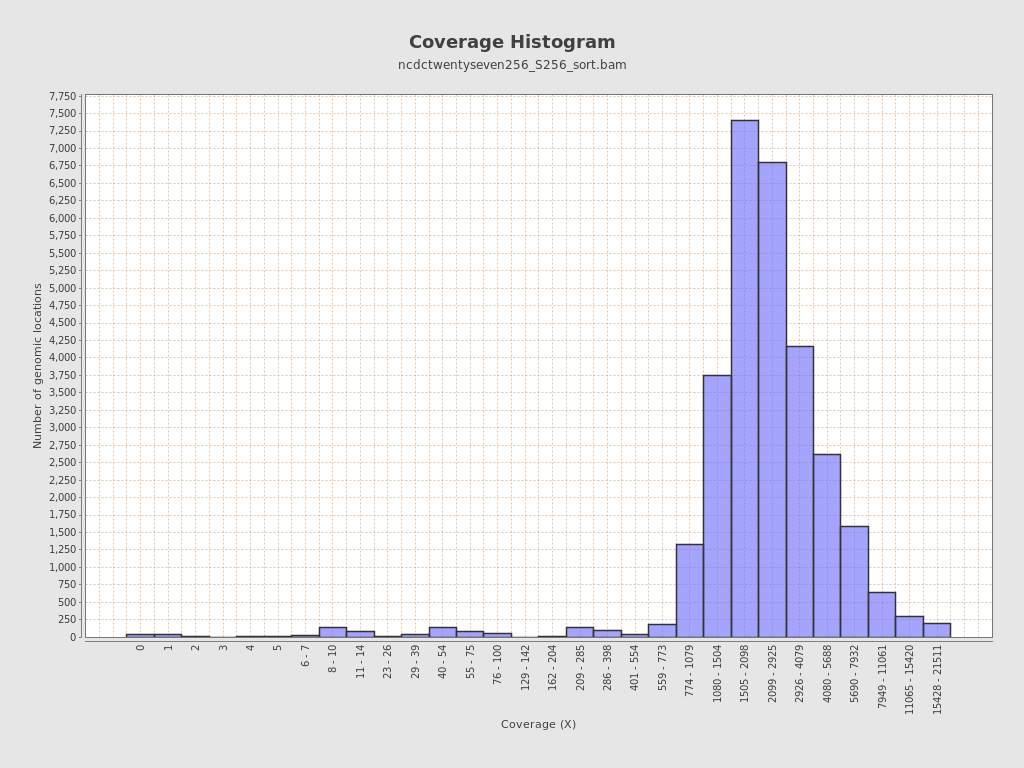 Coverage Histogram
ncdctwentyseven256_S256_sort.bam
7,750
7,500
7,250
7,000
6,750
6,500
6,250
6,000
5,750
5,500
5,250
5,000
4,750
4,500
4,250
4,000
3,750
3,500
3,250
3,000
2,750
2,500
2,250
2,000
1,750
1,500
1,250
1,000
750
500
250
0
Number of genomic locations
0
1
2
3
4
5
6 - 7
8 - 10
11 - 14
23 - 26
29 - 39
40 - 54
55 - 75
76 - 100
129 - 142
162 - 204
209 - 285
286 - 398
401 - 554
559 - 773
774 - 1079
1080 - 1504
1505 - 2098
2099 - 2925
2926 - 4079
4080 - 5688
5690 - 7932
7949 - 11061
11065 - 15420
15428 - 21511
Coverage (X)